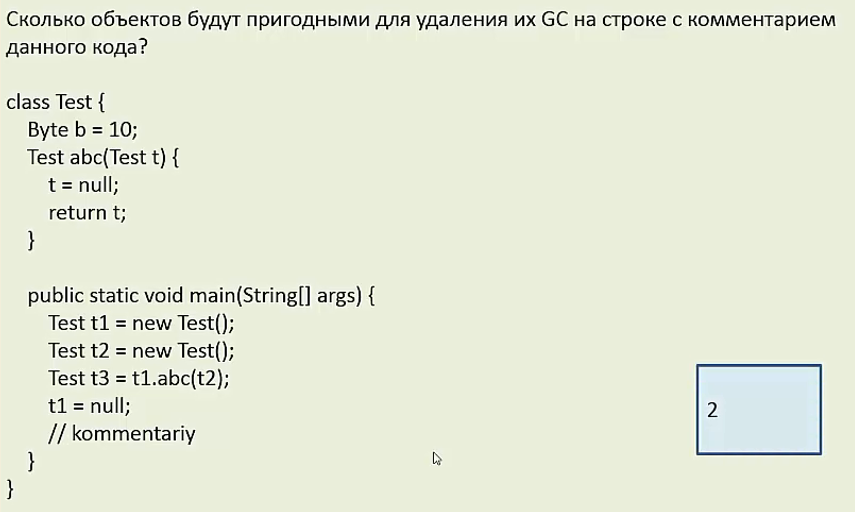 Сколько объектов будут пригодными для удаления их GC на строке с комментарием
данного кода?
class Test {
Byte b = 10;
Test abc(Test t) {
t = null;
return t;
}
public static void main(String[] args) {
Test t1 = new Test();
Test t2 = new Test();
Test t3 = t1.abc(t2);
t1 = null;
// kommentariy
}
}
2